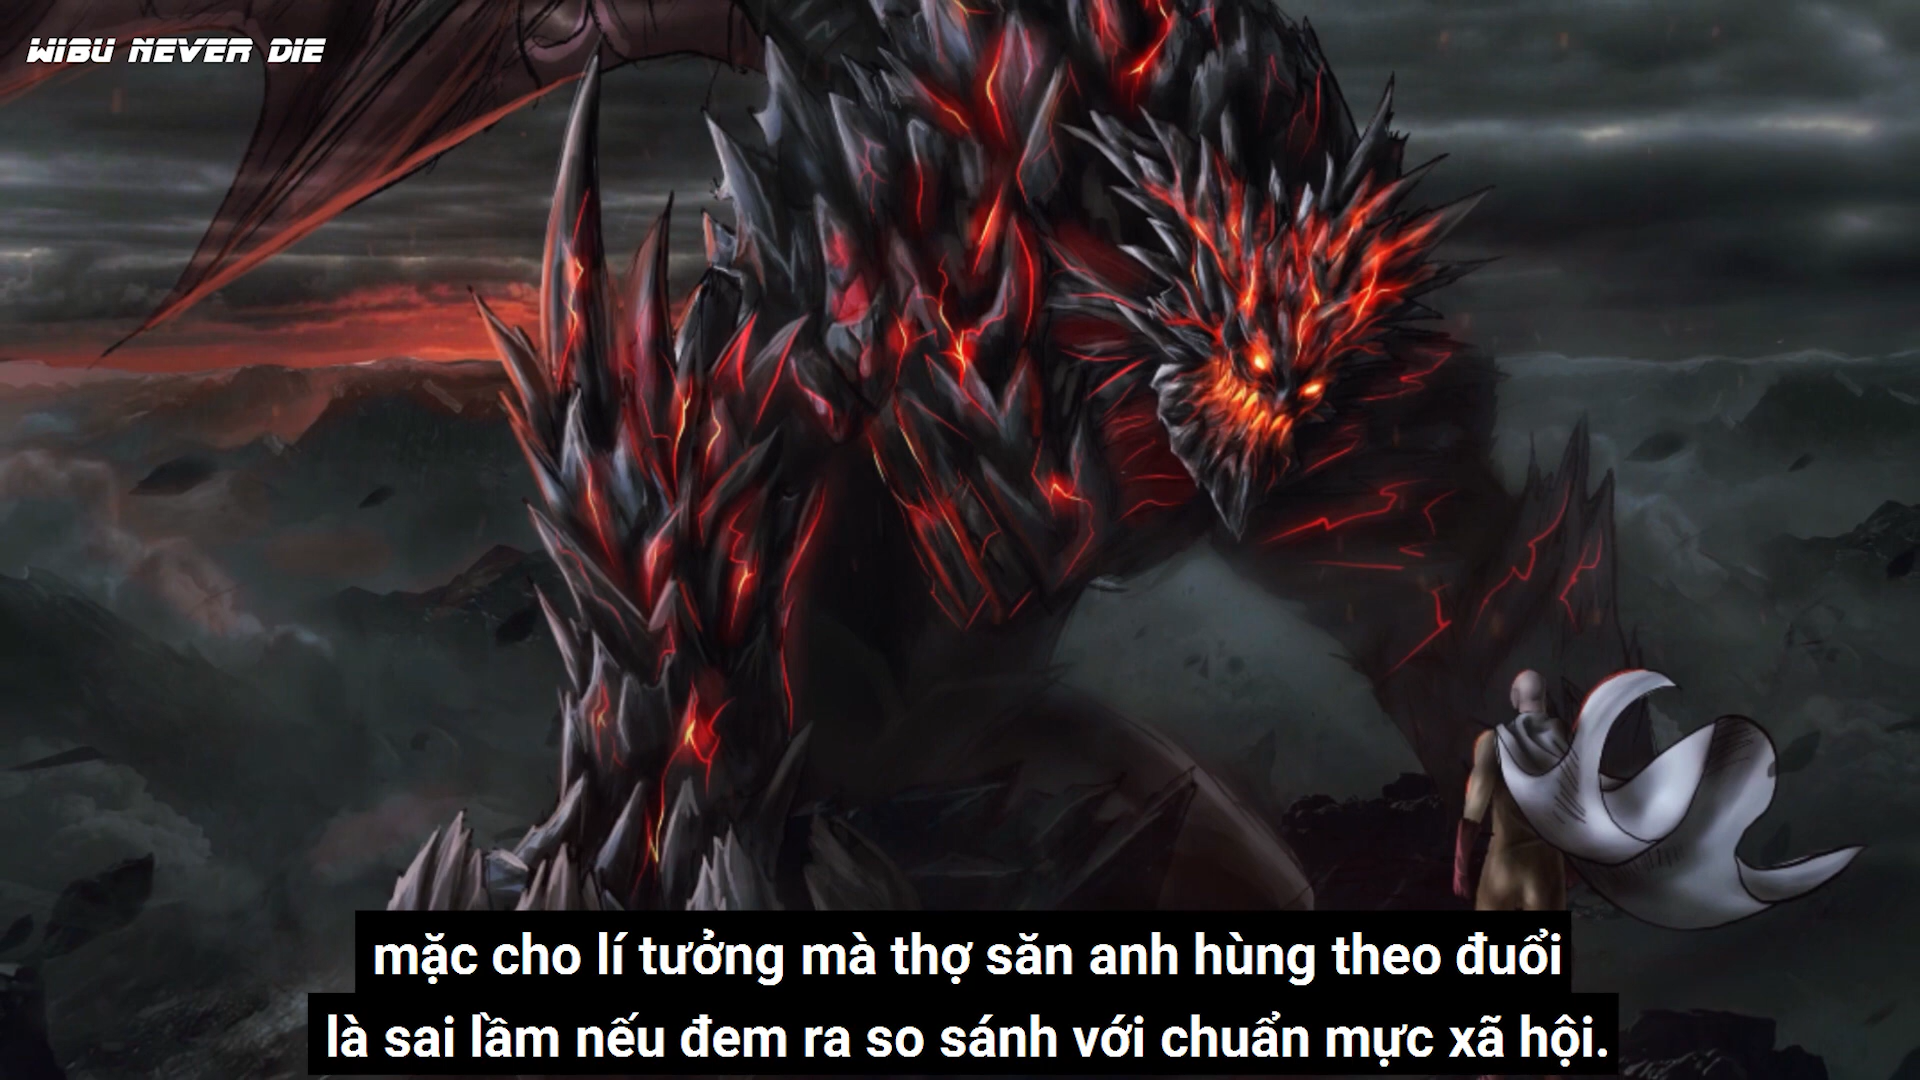 WIBU NEVER DIE
mặc cho lí tưởng mà thợ săn anh hùng theo đuổi
là sai lầm nếu đem ra so sánh với chuẩn mực xã hội.